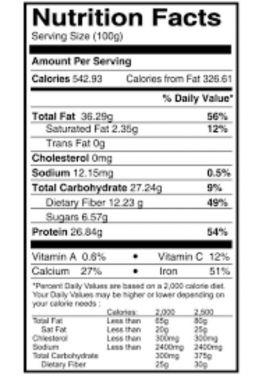 Nutrition Facts
Serving Size (100g)
Amount Per Serving
Calories 542.93 Calories from Fat 326.61
% Daily Value*
Total Fat 36.29g 56%
Saturated Fat 2.35g 12%
Trans Fat 0g
Cholesterol 0mg
Sodium 12.15mg 0.5%
Total Carbohydrate 27.24g 9%
Dietary Fiber 12.23 g 49%
Sugars 6.57g
Protein 26.84g 54%
Vitamin A 0.6% • Vitamin C 12%
Calcium 27% • Iron 51%
*Percent Daily Values are based on a 2,000 calorie diet.
Your Daily Values may be higher or lower depending on
your calorie needs :
Calories: 2,000 2,500
Total Fat Less than 65g 80g
Sat Fat Less than 20g 25g
Chlesterol Less than 300mg 300mg
Sodium Less than 2400mg 2400mg
Total Carbohydrate 300mg 375g
Dietary Fiber 25g 30g